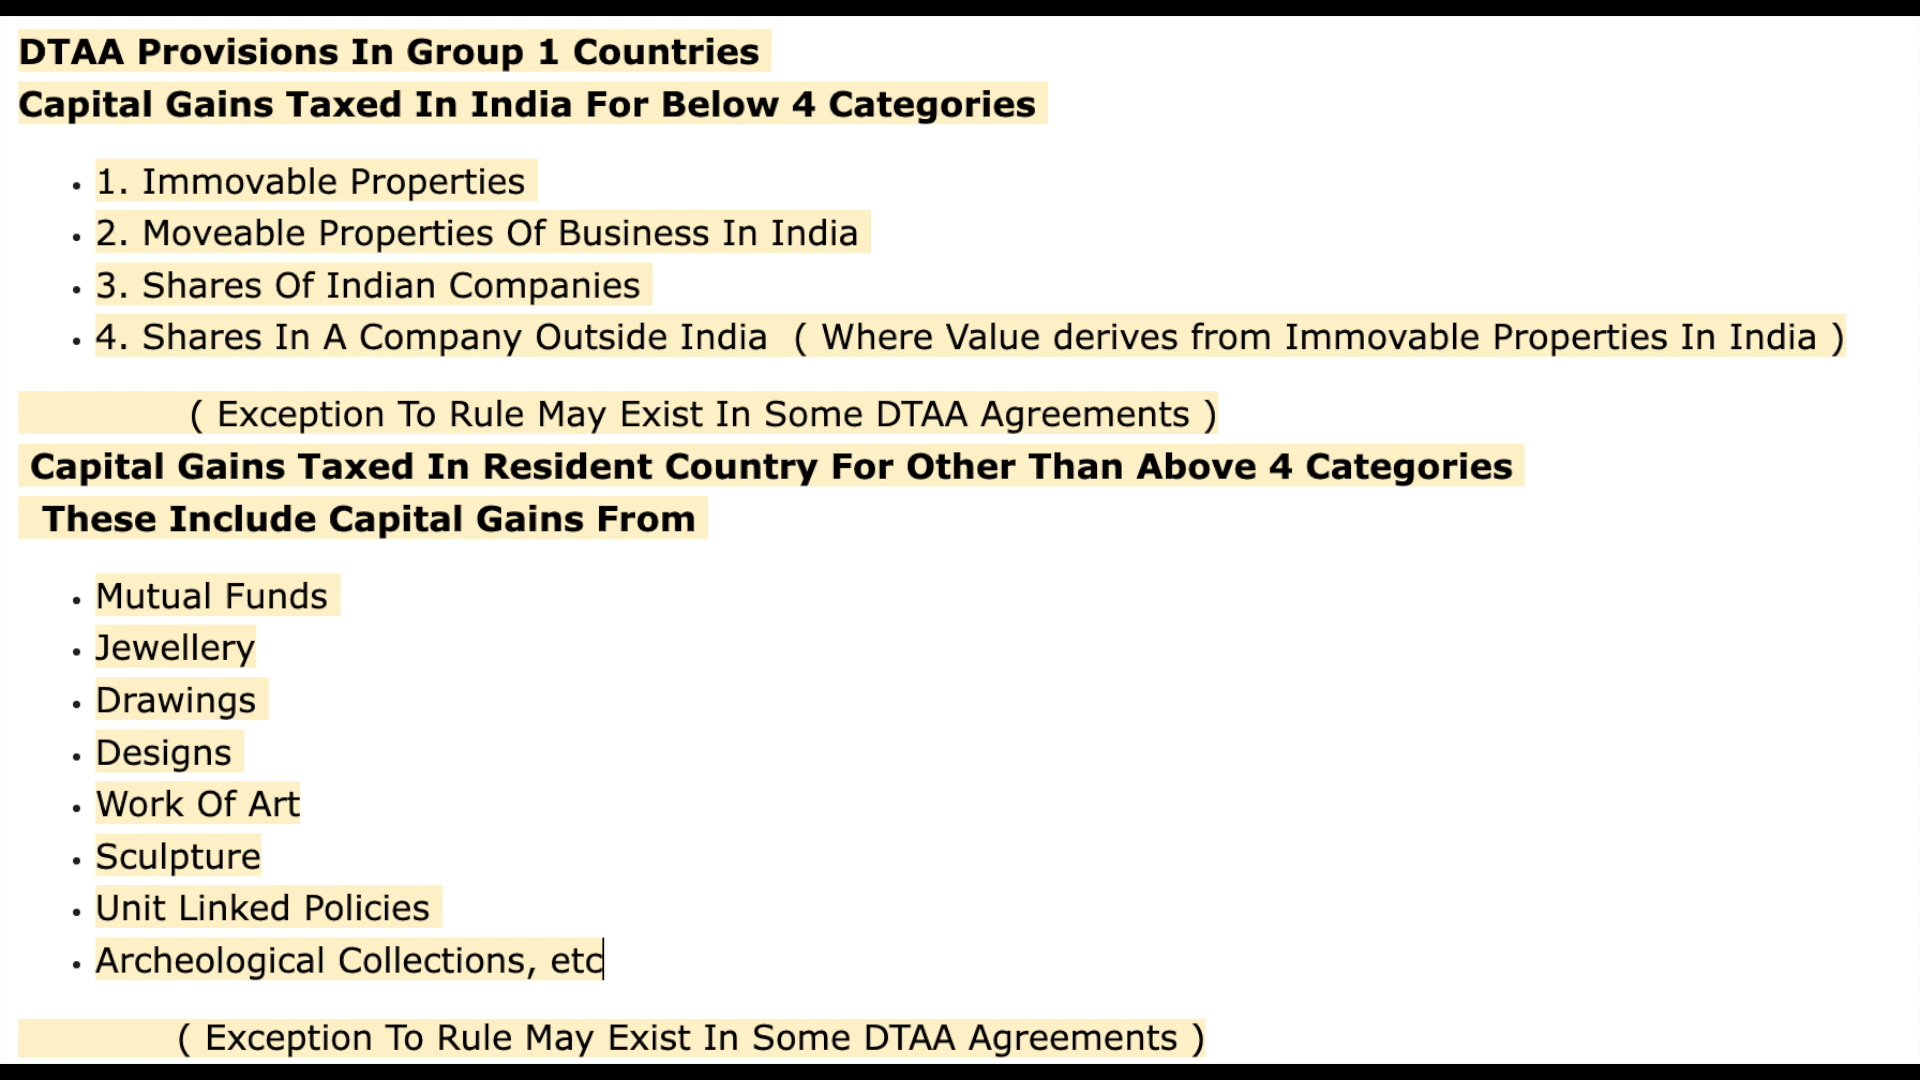 DTAA Provisions In Group 1 Countries
Capital Gains Taxed In India For Below 4 Categories
• 1. Immovable Properties
• 2. Moveable Properties Of Business In India
• 3. Shares Of Indian Companies
• 4. Shares In A Company Outside India ( Where Value derives from Immovable Properties In India )
( Exception To Rule May Exist In Some DTAA Agreements )
Capital Gains Taxed In Resident Country For Other Than Above 4 Categories
These Include Capital Gains From
• Mutual Funds
• Jewellery
• Drawings
• Designs
• Work Of Art
• Sculpture
• Unit Linked Policies
• Archeological Collections, etc
( Exception To Rule May Exist In Some DTAA Agreements )